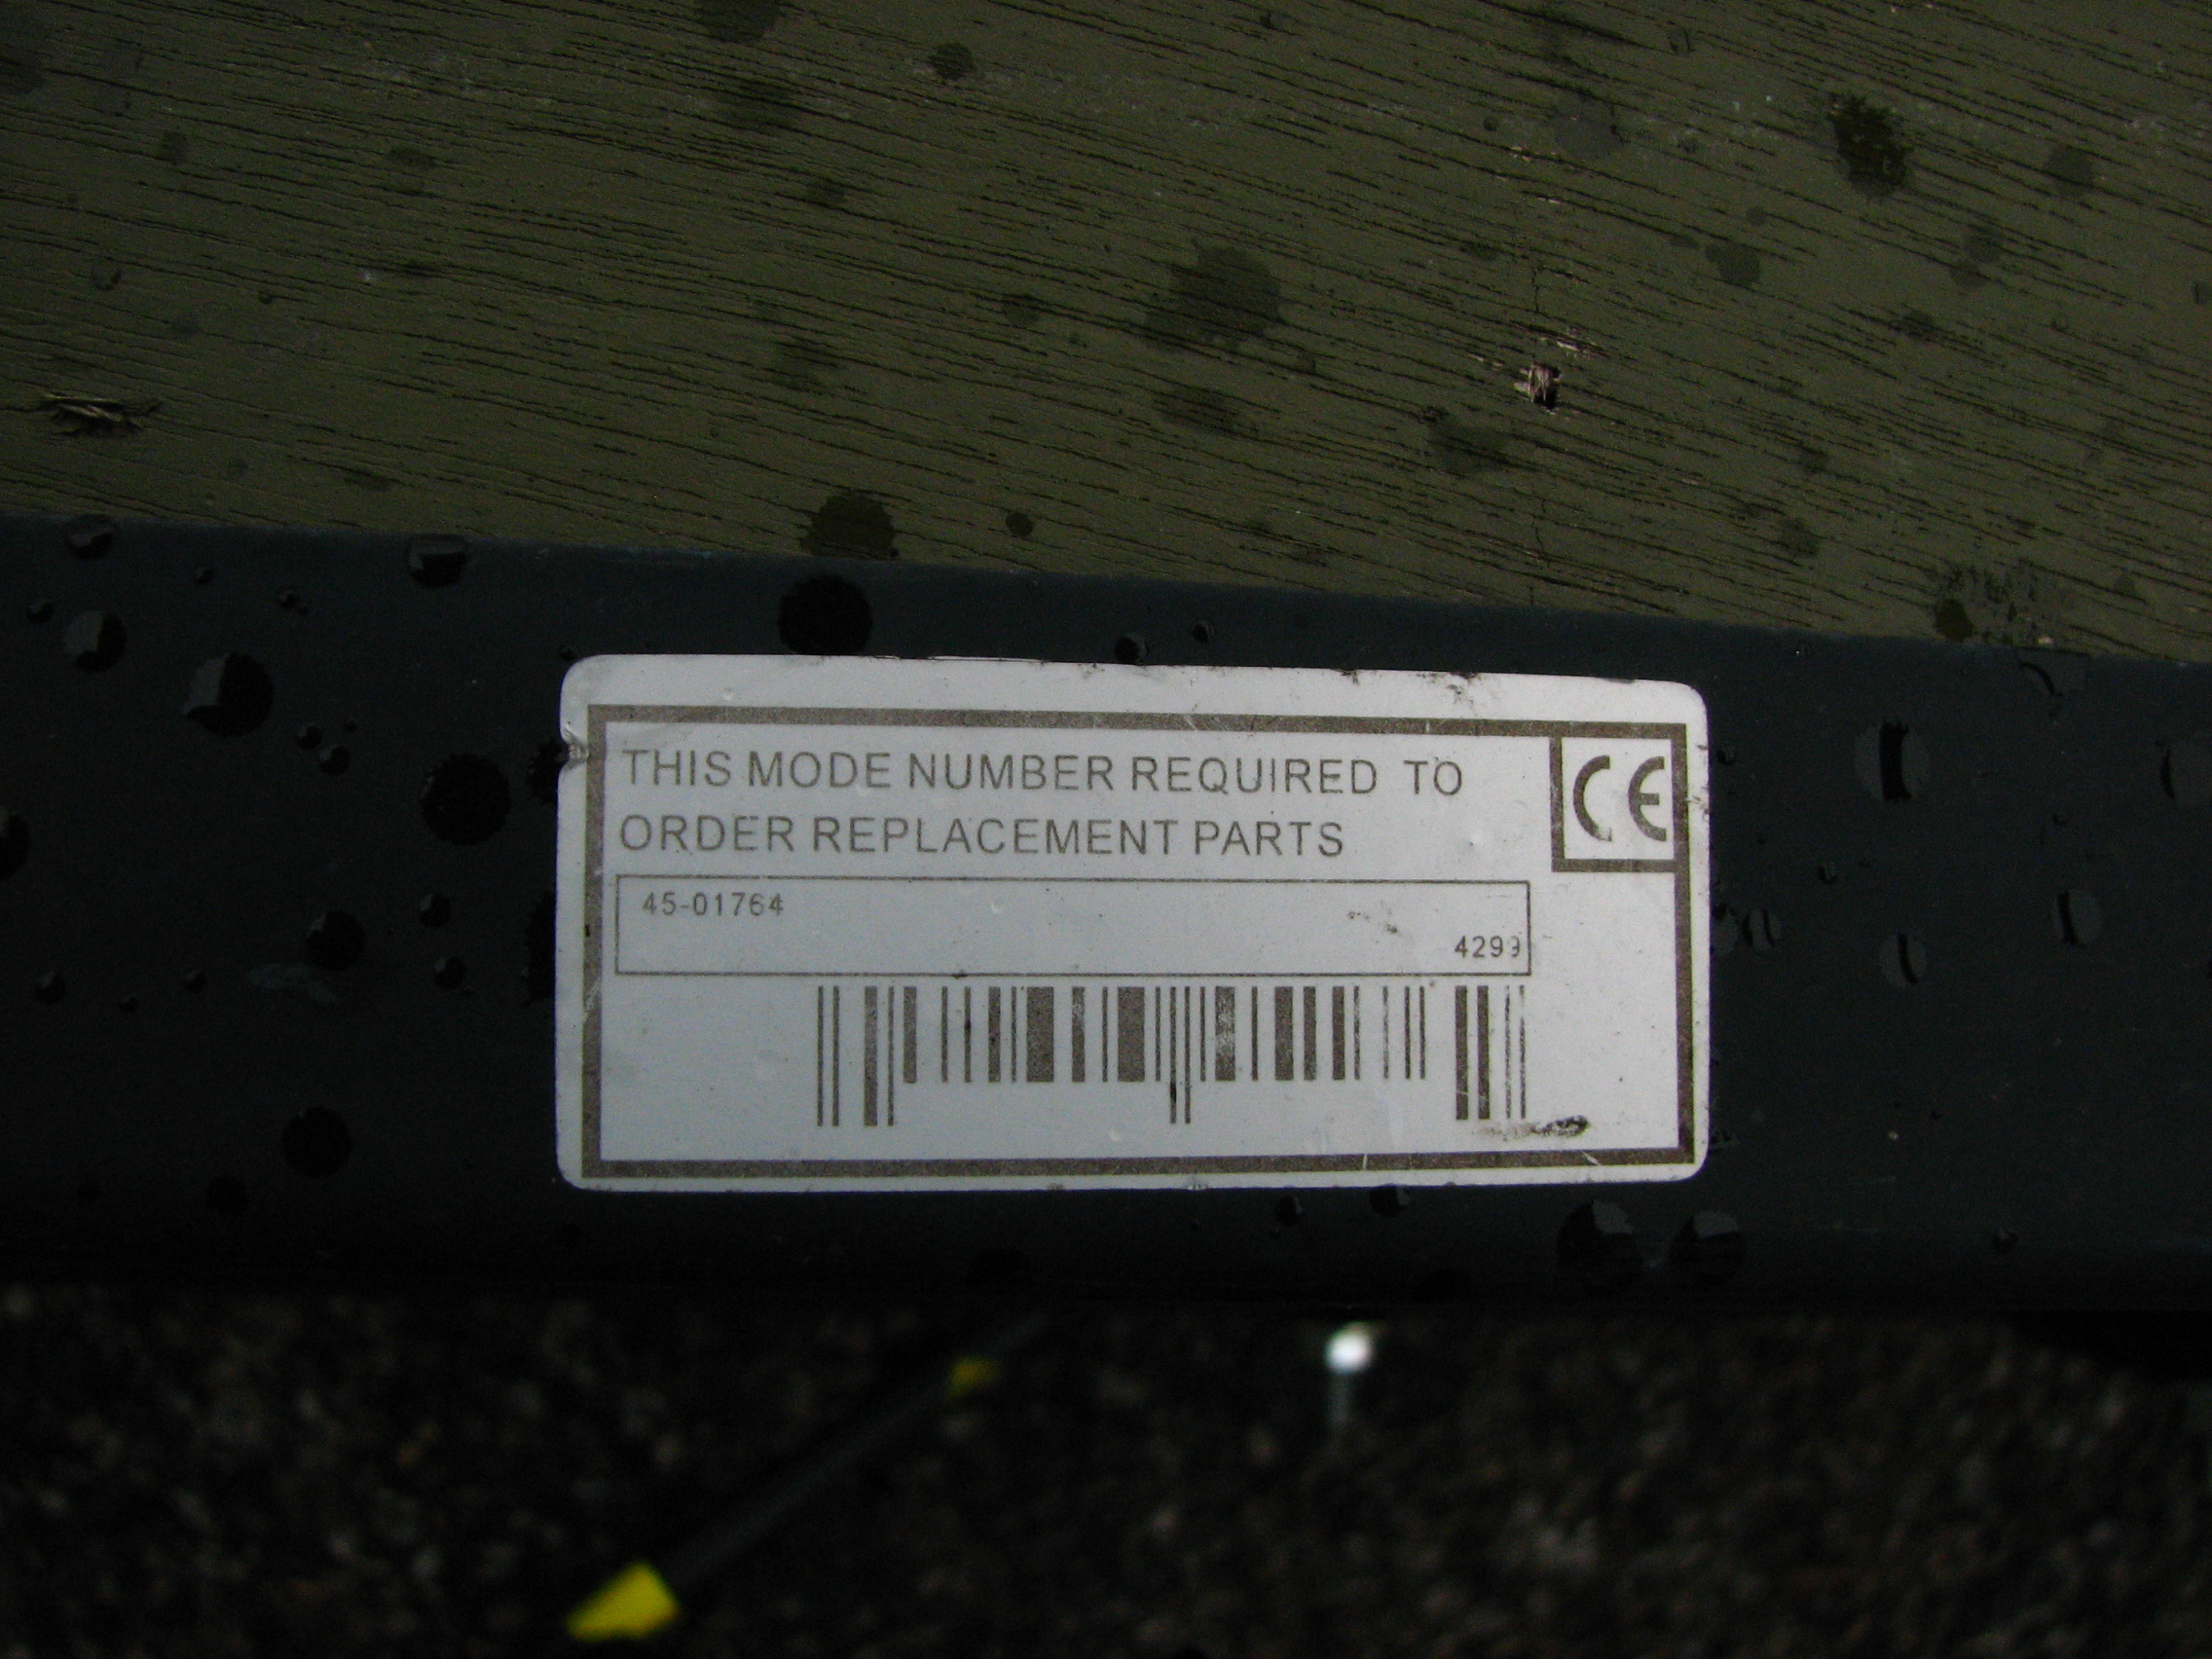 THIS MODE NUMBER REQUIRED TO
ORDER REPLACEMENT PARTS
CE
45-01764
4299